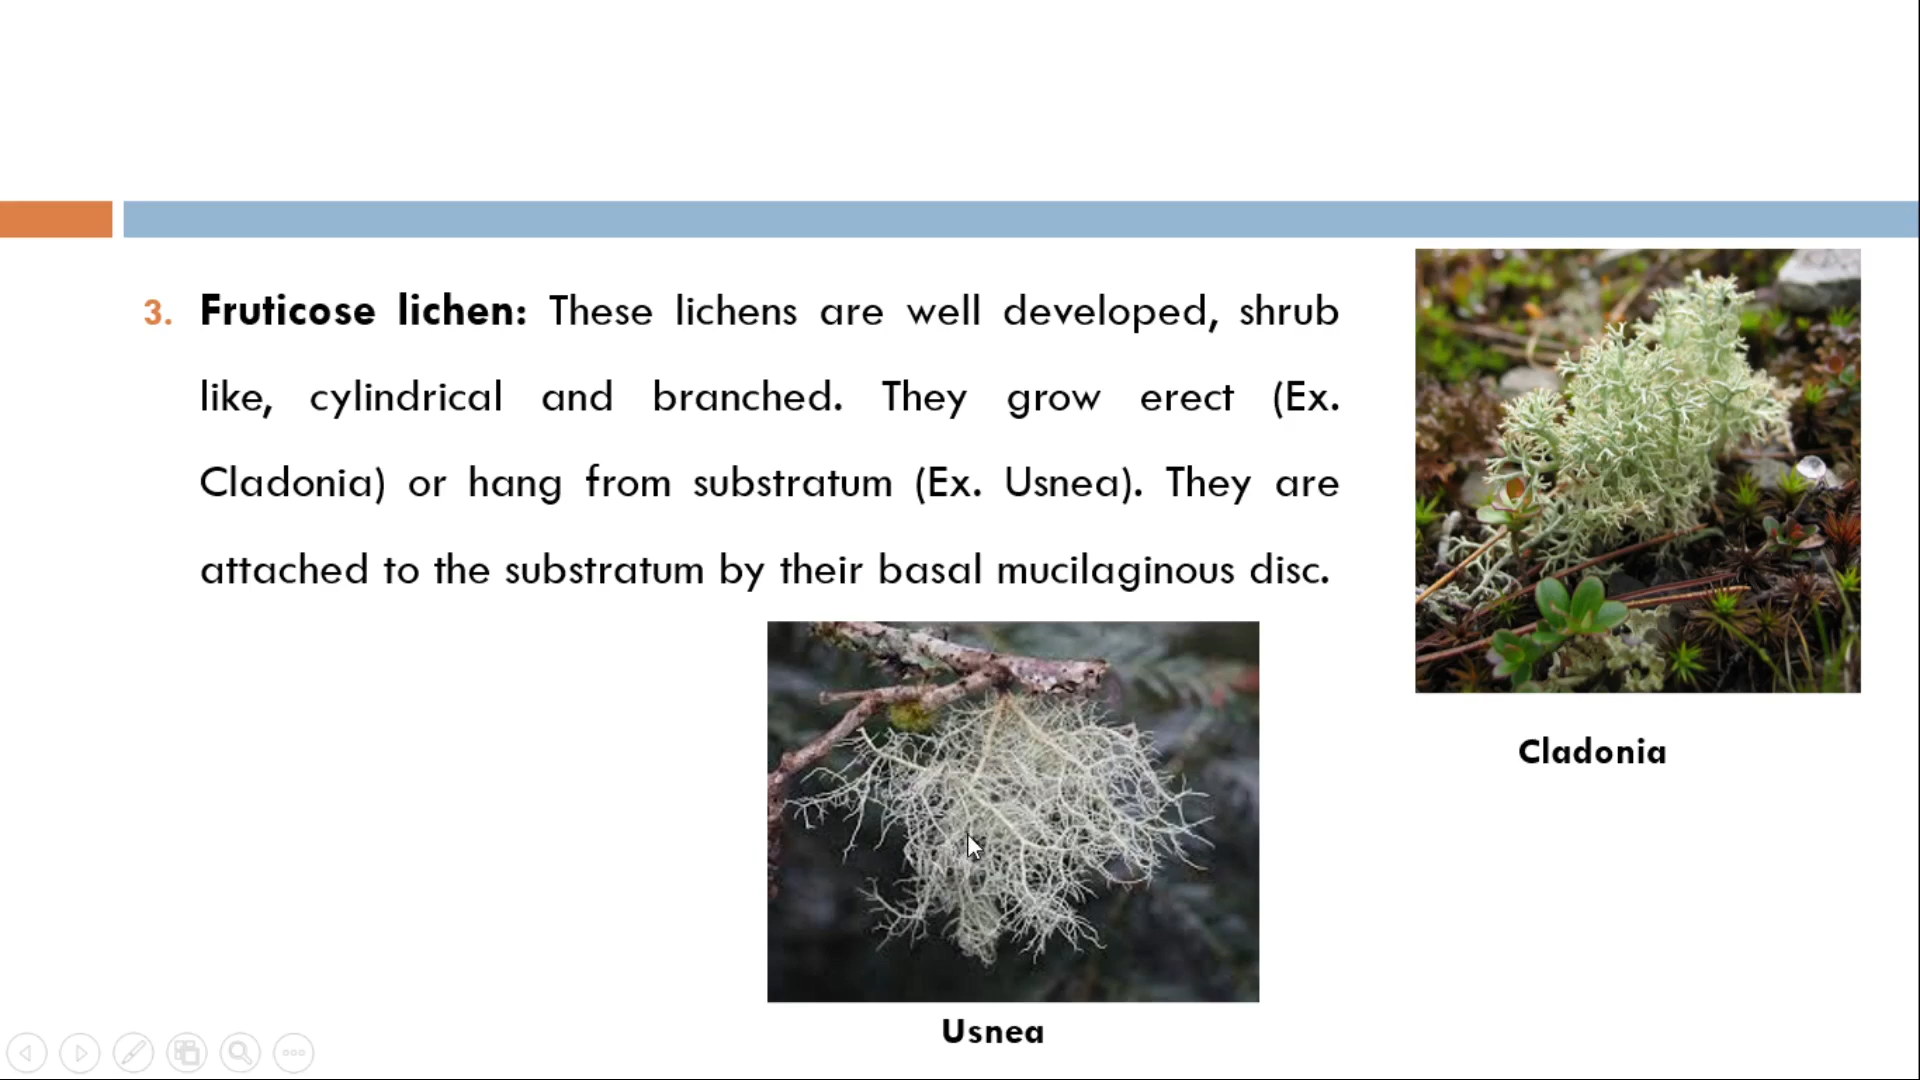 3. Fruticose lichen: These lichens are well developed, shrub
like, cylindrical and branched. They grow erect (Ex.
Cladonia) or hang from substratum (Ex. Usnea). They are
attached to the substratum by their basal mucilaginous disc.
Cladonia
Usnea